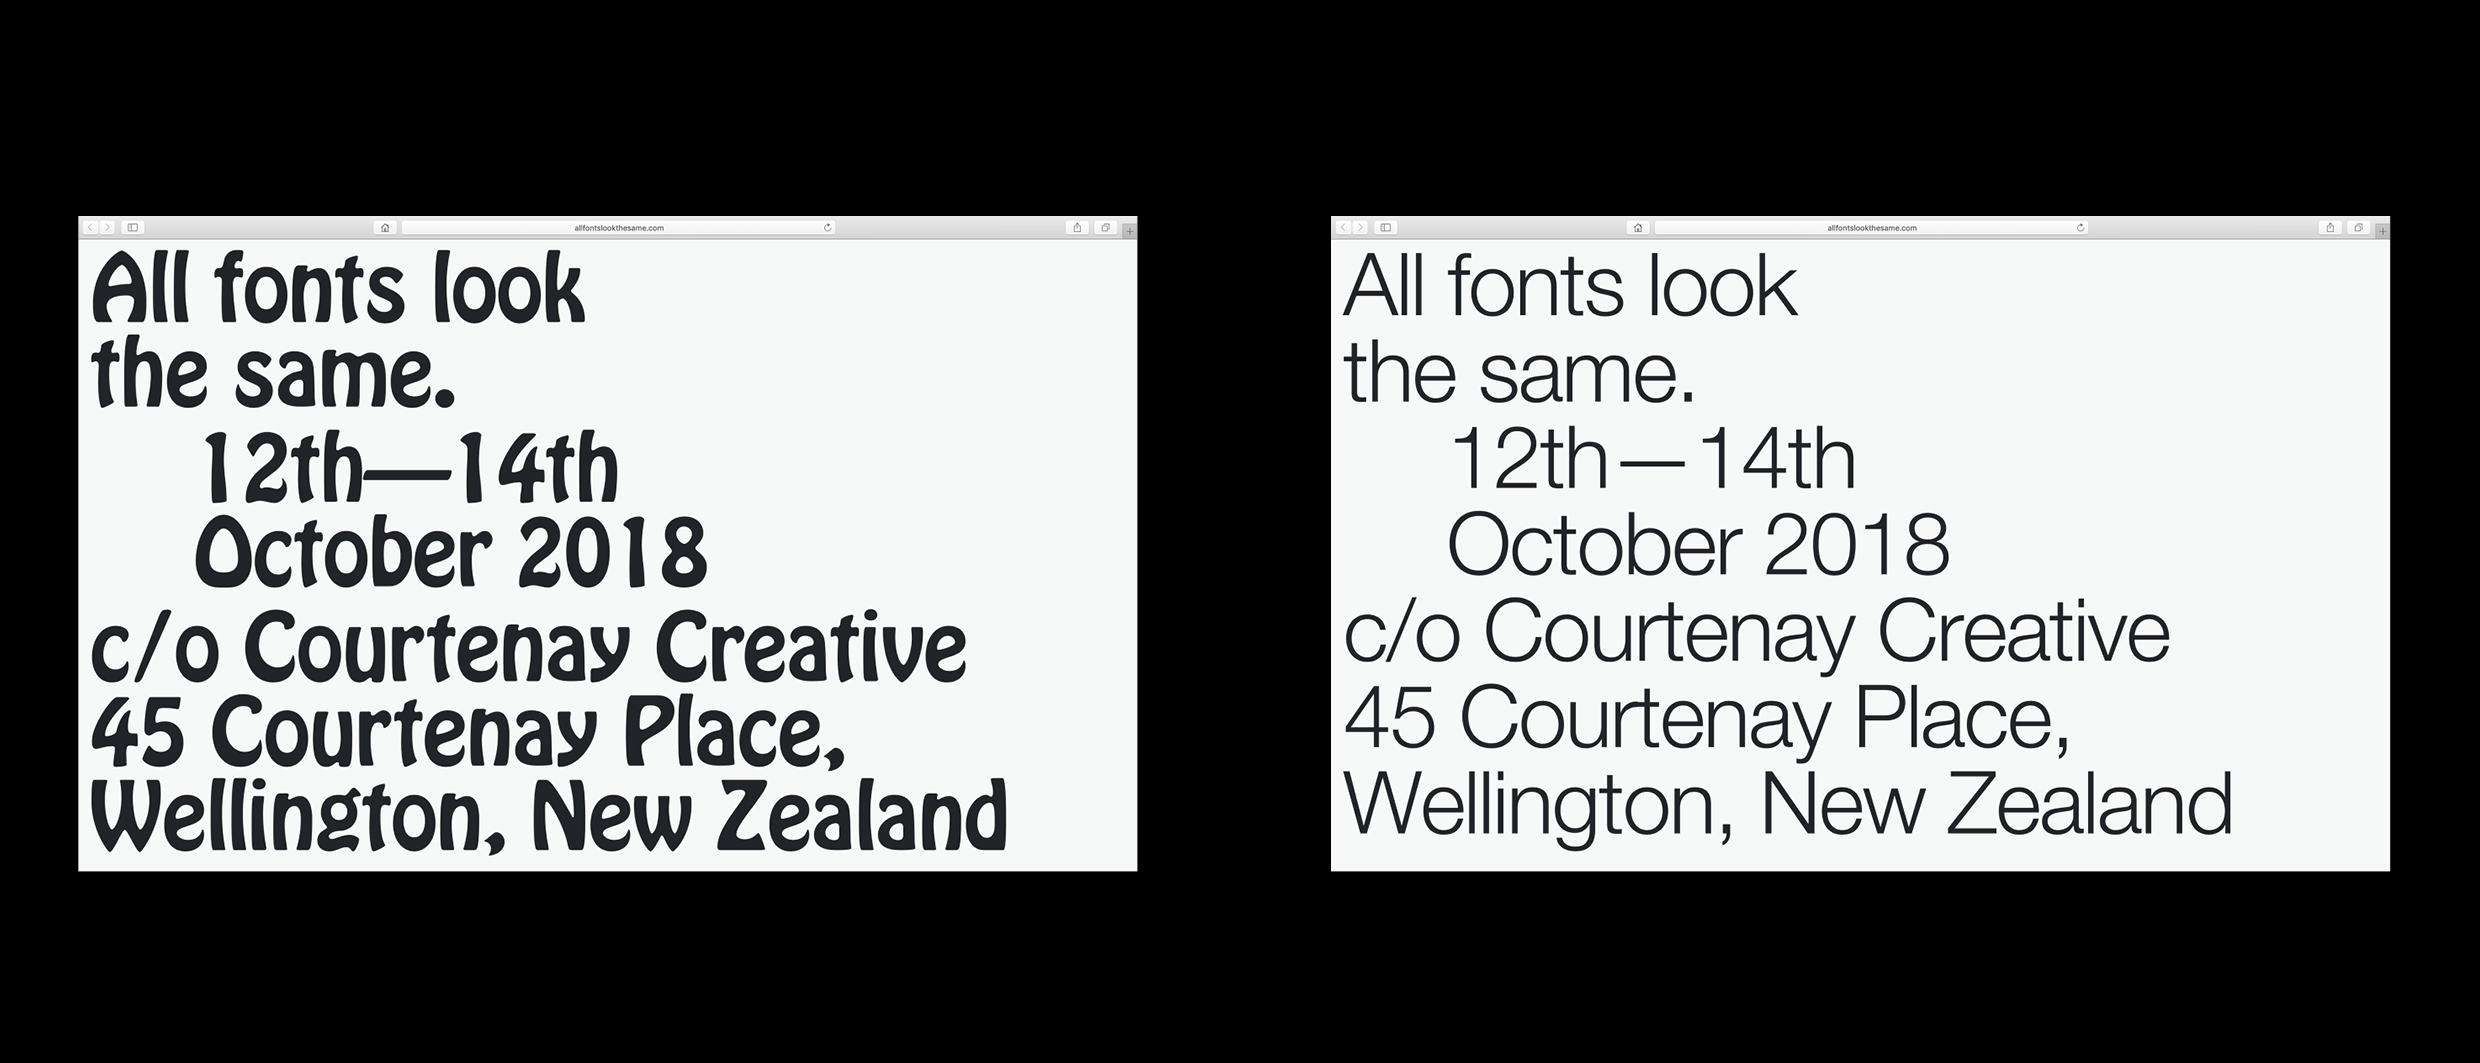 allfontslookthesame.com
All fonts look
the same.
12th—14th
October 2018
c/o Courtenay Creative
45 Courtenay Place,
Wellington, New Zealand
allfontslookthesame.com
All fonts look
the same.
12th—14th
October 2018
c/o Courtenay Creative
45 Courtenay Place,
Wellington, New Zealand